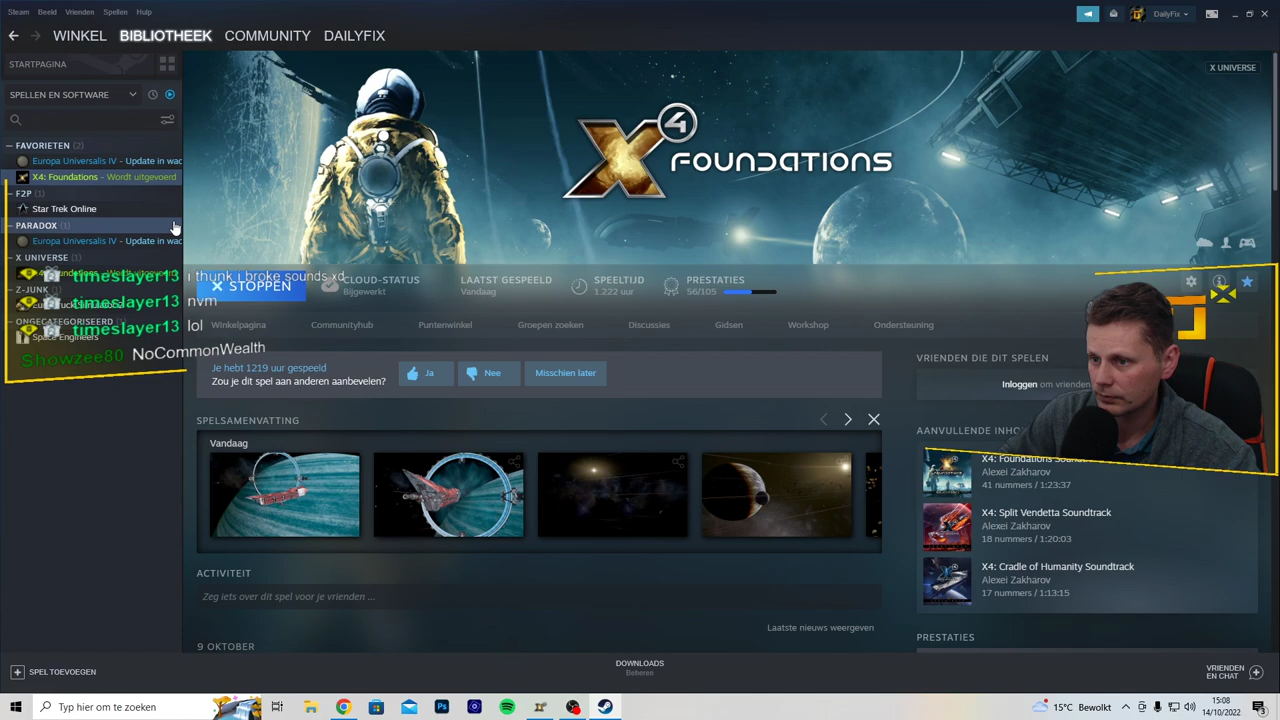 Steam Beeld Vrienden Spellen Hulp
DailyFix
WINKEL BIBLIOTHEEK COMMUNITY DAILYFIX
STARTPAGINA
X UNIVERSE
SPELLEN EN SOFTWARE
X4 FOUNDATIONS
FAVORIETEN (2)
Europa Universalis IV - Update in wac
X4: Foundations - Wordt uitgevoerd
F2P (1)
Star Trek Online
PARADOX (1)
Europa Universalis IV - Update in wac
X UNIVERSE (1)
timeslayer13 i thunk i broke sounds xd
Z-JUNK (1)
timeslayer13 nvm
ONGECATEGORISEERD
timeslayer13 lol
Space Engineers
Showzee80 NoCommonWealth
STOPPEN
CLOUD-STATUS
Bijgewerkt
LAATST GESPEELD
Vandaag
SPEELTIJD
1.222 uur
PRESTATIES
56/105
Winkelpagina Communityhub Puntenwinkel Groepen zoeken Discussies Gidsen Workshop Ondersteuning
Je hebt 1219 uur gespeeld
Zou je dit spel aan anderen aanbevelen?
Ja Nee Misschien later
VRIENDEN DIE DIT SPELEN
Inloggen om vrienden
SPELSAMENVATTING
Vandaag
AANVULLENDE INHO
X4: Foundations Sound
Alexei Zakharov
41 nummers / 1:23:37
X4: Split Vendetta Soundtrack
Alexei Zakharov
18 nummers / 1:20:03
X4: Cradle of Humanity Soundtrack
Alexei Zakharov
17 nummers / 1:13:15
ACTIVITEIT
Zeg iets over dit spel voor je vrienden ...
Laatste nieuws weergeven
9 OKTOBER
PRESTATIES
SPEL TOEVOEGEN
DOWNLOADS
Beheren
VRIENDEN
EN CHAT
Typ hier om te zoeken
15°C Bewolkt
15:08
14/10/2022